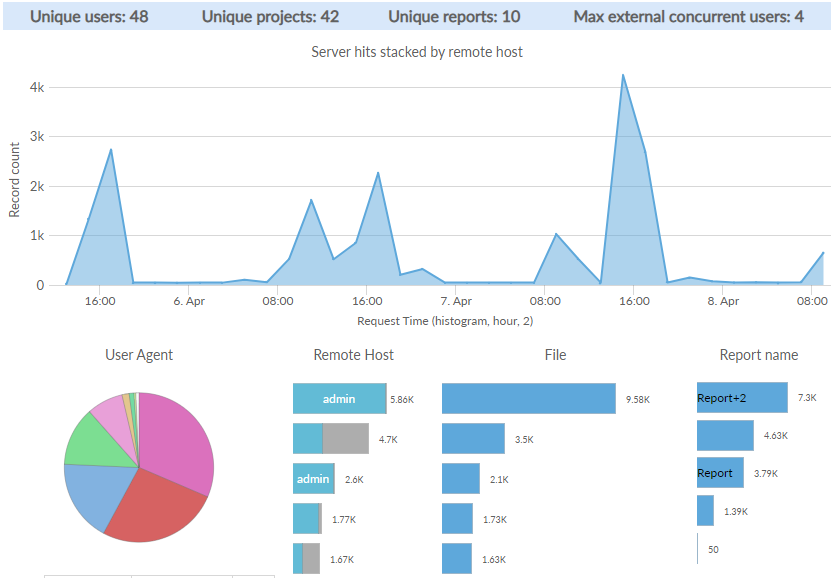 Unique users: 48 Unique projects: 42 Unique reports: 10 Max external concurrent users: 4
Server hits stacked by remote host
4k
3k
2k
1k
0
Record count
16:00 6. Apr 08:00 16:00 7. Apr 08:00 16:00 8. Apr 08:00
Request Time (histogram, hour, 2)
User Agent
Remote Host
admin 5.86K
4.7K
admin 2.6K
1.77K
1.67K
File
9.58K
3.5K
2.1K
1.73K
1.63K
Report name
Report+2 7.3K
4.63K
Report 3.79K
1.39K
50